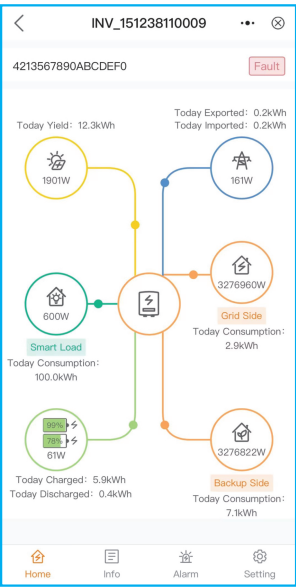 INV_151238110009
4213567890ABCDEF0
Fault
Today Exported: 0.2kWh
Today Yield: 12.3kWh
Today Imported: 0.2kWh
1901W
161W
3276960W
600W
Grid Side
Smart Load
Today Consumption:
2.9kWh
Today Consumption:
100.0kWh
99%
78%
61W
3276822W
Today Charged: 5.9kWh
Backup Side
Today Discharged: 0.4kWh
Today Consumption:
7.1kWh
Home
Info
Alarm
Setting